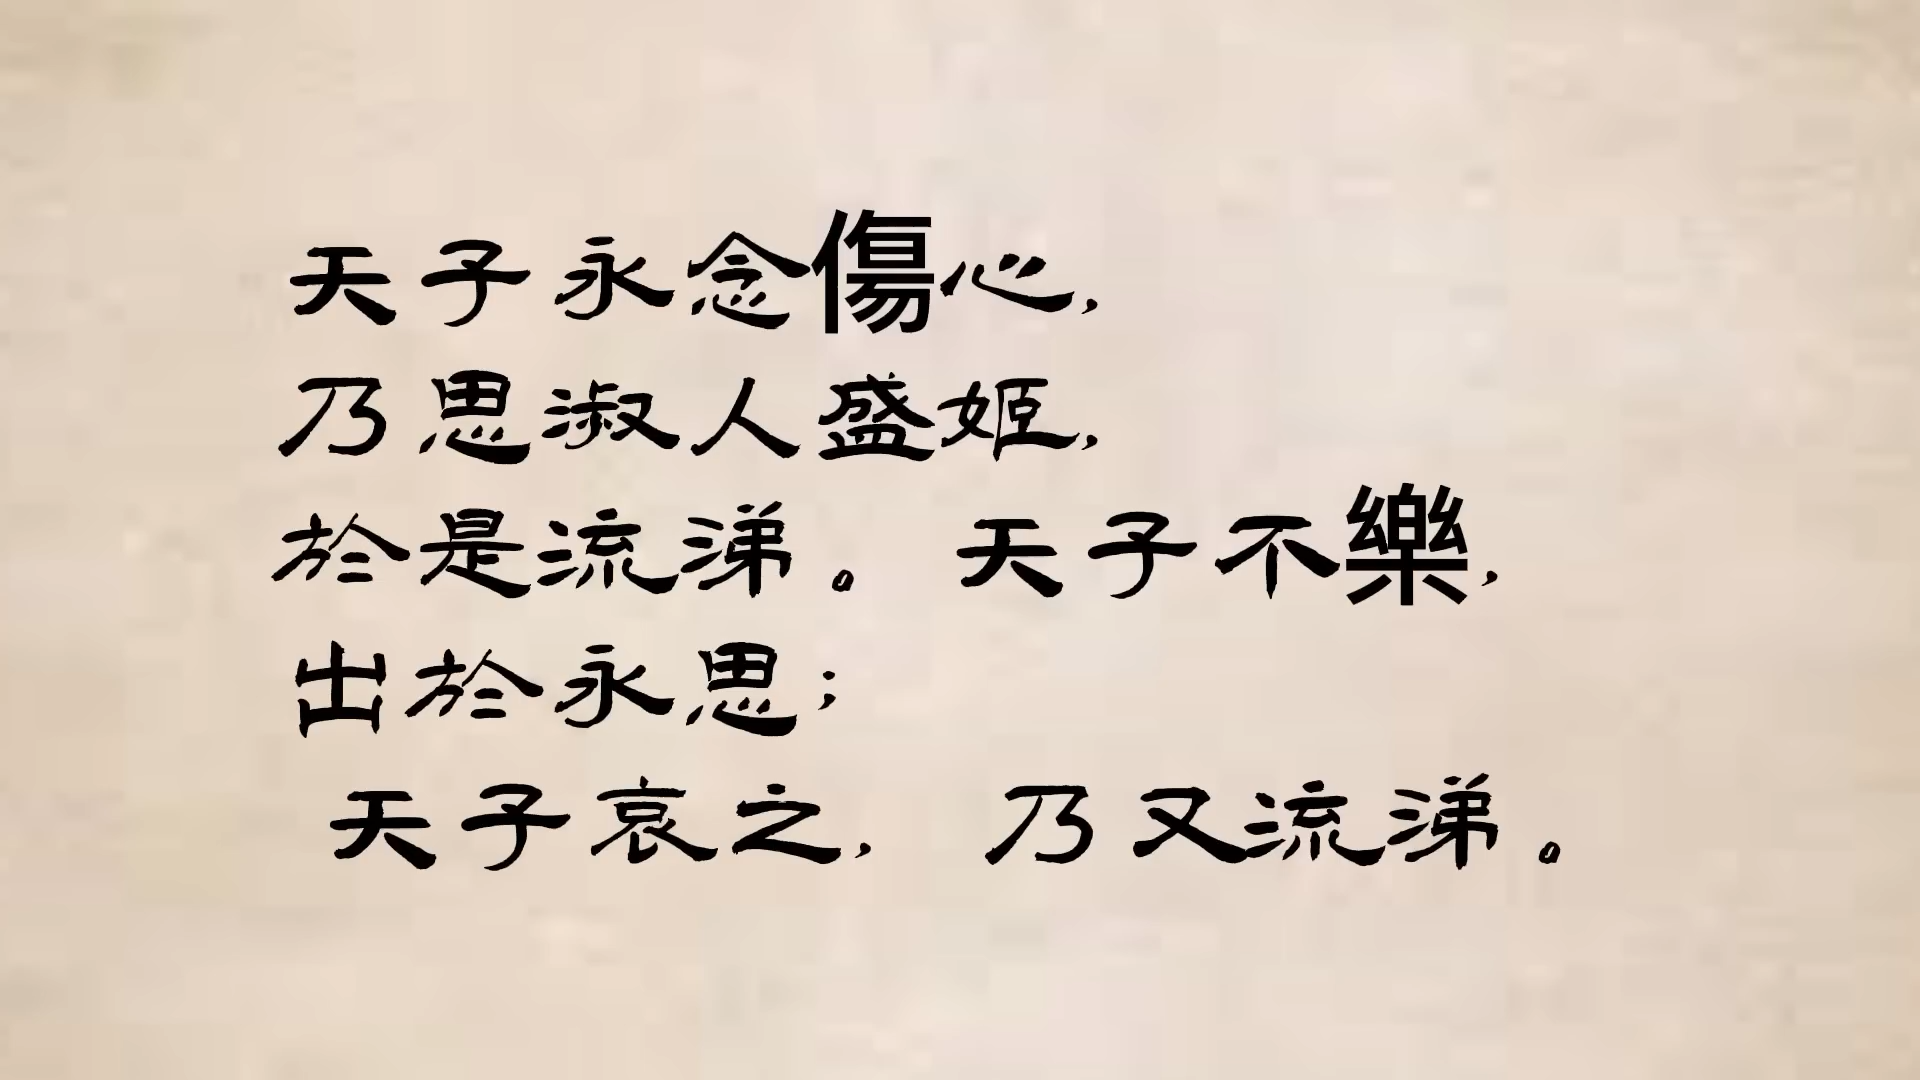 天子永念傷心,
乃思淑人盛姬,
於是流涕。 天子不樂,
出於永思;
天子哀之, 乃又流涕。